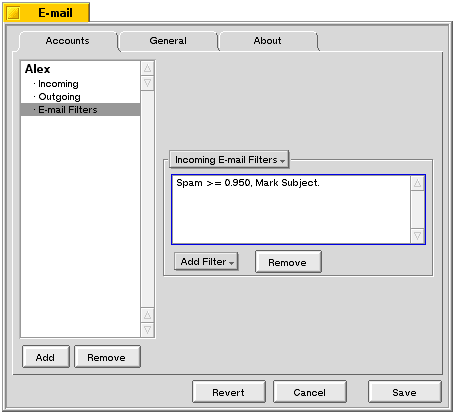 E-mail
Accounts General About
Alex
· Incoming
· Outgoing
· E-mail Filters
Incoming E-mail Filters
Spam >= 0.950, Mark Subject.
Add Filter Remove
Add Remove
Revert Cancel Save